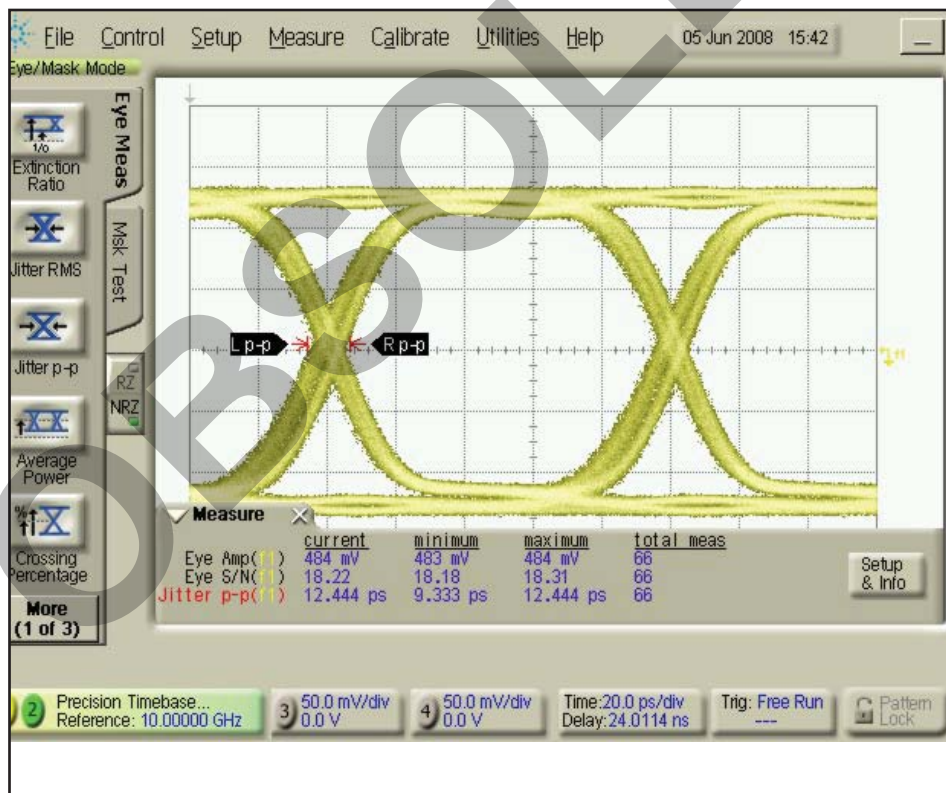 File Control Setup Measure Calibrate Utilities Help 05 Jun 2008 15:42
Eye/Mask Mode
Eye Meas
Msk Test
Extinction
Ratio
Jitter RMS
Jitter p-p
RZ
NRZ
Average
Power
Crossing
Percentage
More
(1 of 3)
L p-p
R p-p
f1
Measure
current minimum maximum total meas
Eye Amp(f1) 484 mV 483 mV 484 mV 66
Eye S/N(f1) 18.22 18.18 18.31 66
Jitter p-p(f1) 12.444 ps 9.333 ps 12.444 ps 66
Setup
& Info
2 Precision Timebase...
Reference: 10.00000 GHz
3 50.0 mV/div
0.0 V
4 50.0 mV/div
0.0 V
Time:20.0 ps/div
Delay:24.0114 ns
Trig: Free Run
---
Pattern
Lock